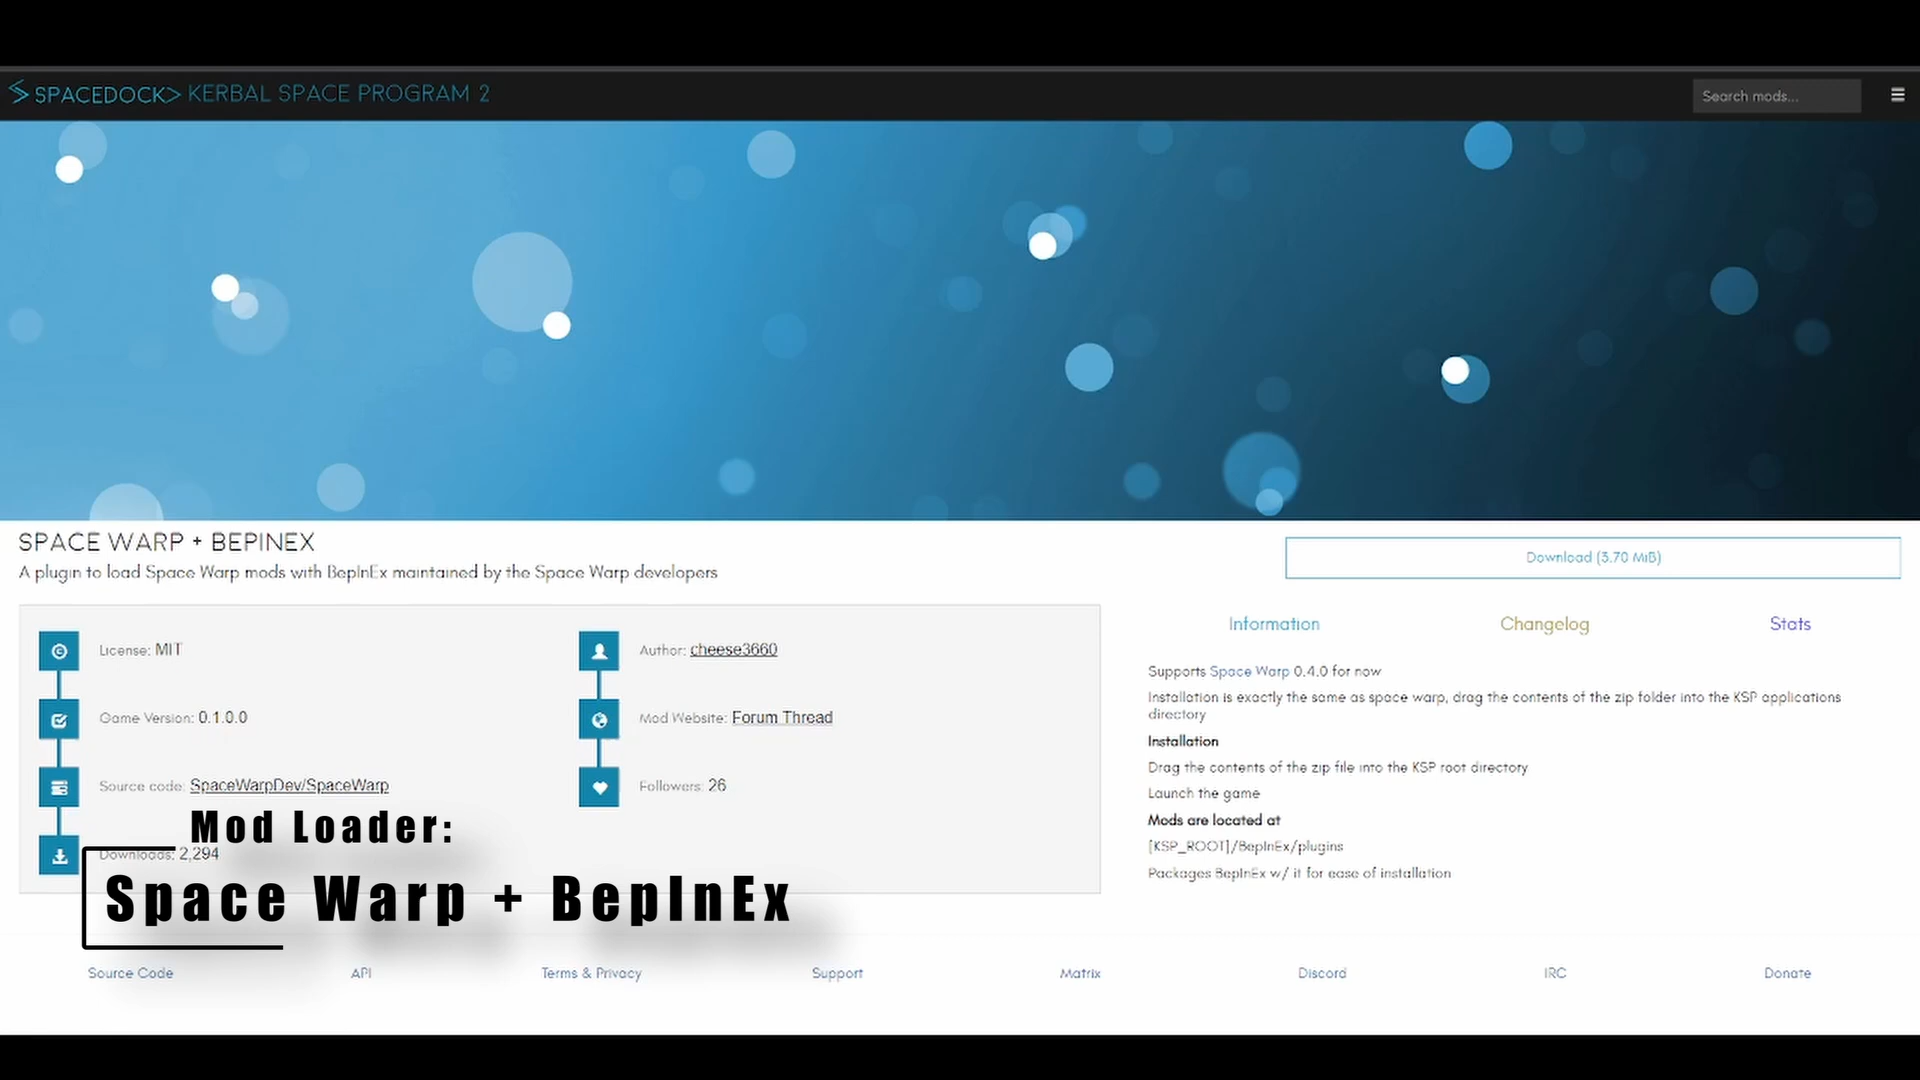 SPACEDOCK> KERBAL SPACE PROGRAM 2
Search mods...
SPACE WARP + BEPINEX
A plugin to load Space Warp mods with BepInEx maintained by the Space Warp developers
Download (3.70 MiB)
License: MIT
Author: cheese3660
Game Version: 0.1.0.0
Mod Website: Forum Thread
Source code: SpaceWarpDev/SpaceWarp
Followers: 26
Downloads: 2,294
Mod Loader:
Space Warp + BepInEx
Information Changelog Stats
Supports Space Warp 0.4.0 for now
Installation is exactly the same as space warp, drag the contents of the zip folder into the KSP applications
directory
Installation
Drag the contents of the zip file into the KSP root directory
Launch the game
Mods are located at
[KSP_ROOT]/BepInEx/plugins
Packages BepInEx w/ it for ease of installation
Source Code API Terms & Privacy Support Matrix Discord IRC Donate